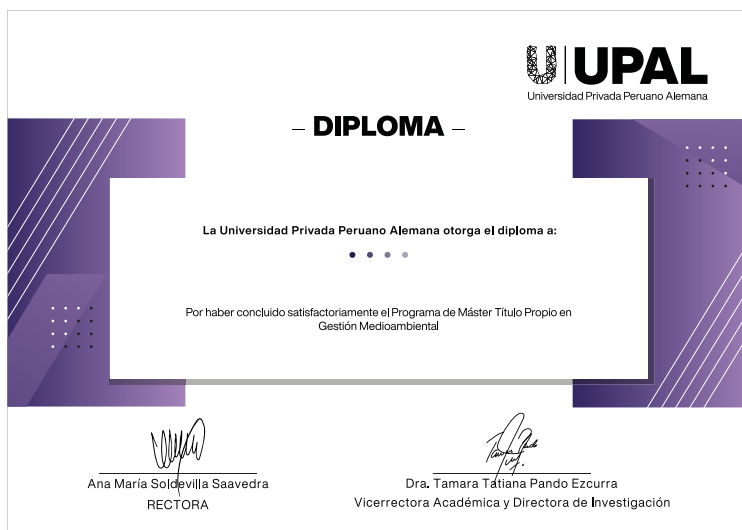 UPAL
Universidad Privada Peruano Alemana
– DIPLOMA –
La Universidad Privada Peruano Alemana otorga el diploma a:
Por haber concluido satisfactoriamente el Programa de Máster Título Propio en
Gestión Medioambiental
Ana María Soldevilla Saavedra
RECTORA
Dra. Tamara Tatiana Pando Ezcurra
Vicerrectora Académica y Directora de Investigación